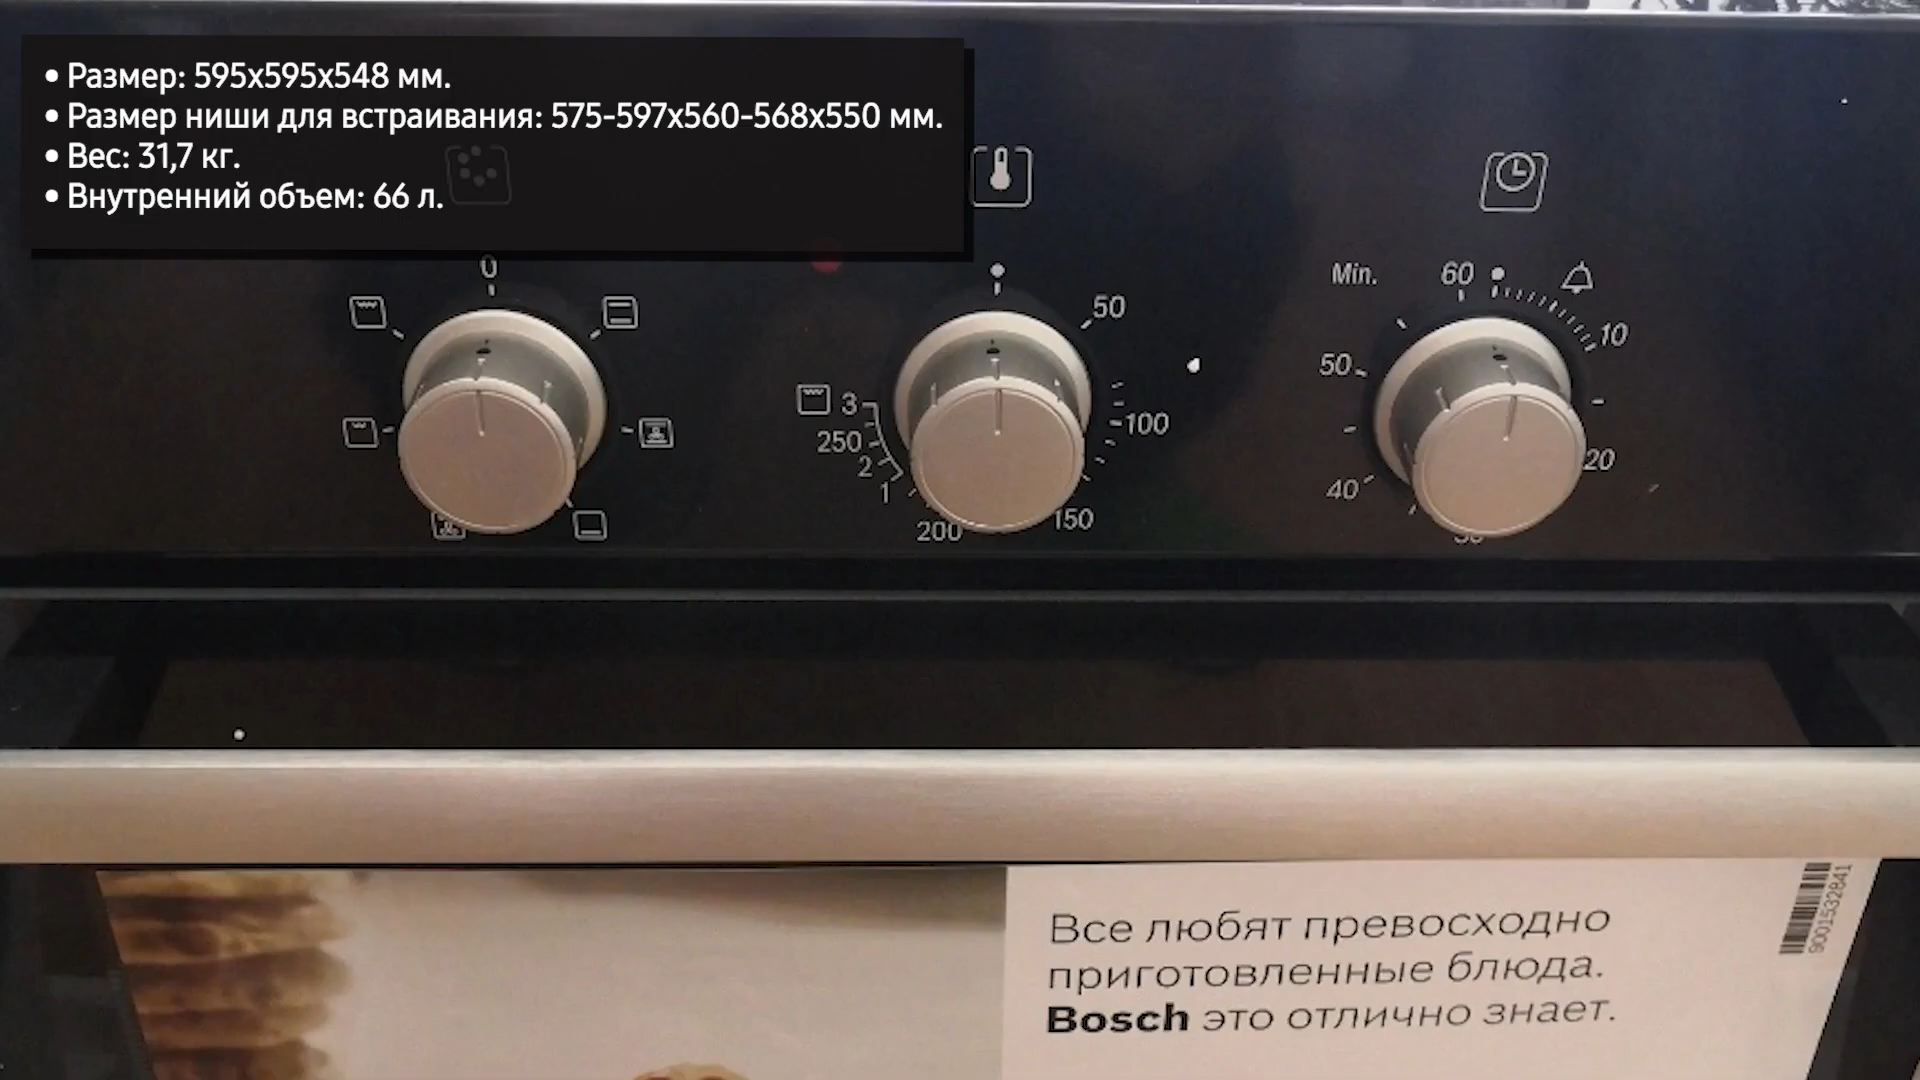 • Размер: 595x595x548 мм.
• Размер ниши для встраивания: 575-597x560-568x550 мм.
• Вес: 31,7 кг.
• Внутренний объем: 66 л.
0
50
100
150
200
1
2
250
3
Min.
60
10
20
40
50
Все любят превосходно
приготовленные блюда.
Bosch это отлично знает.
9001532841